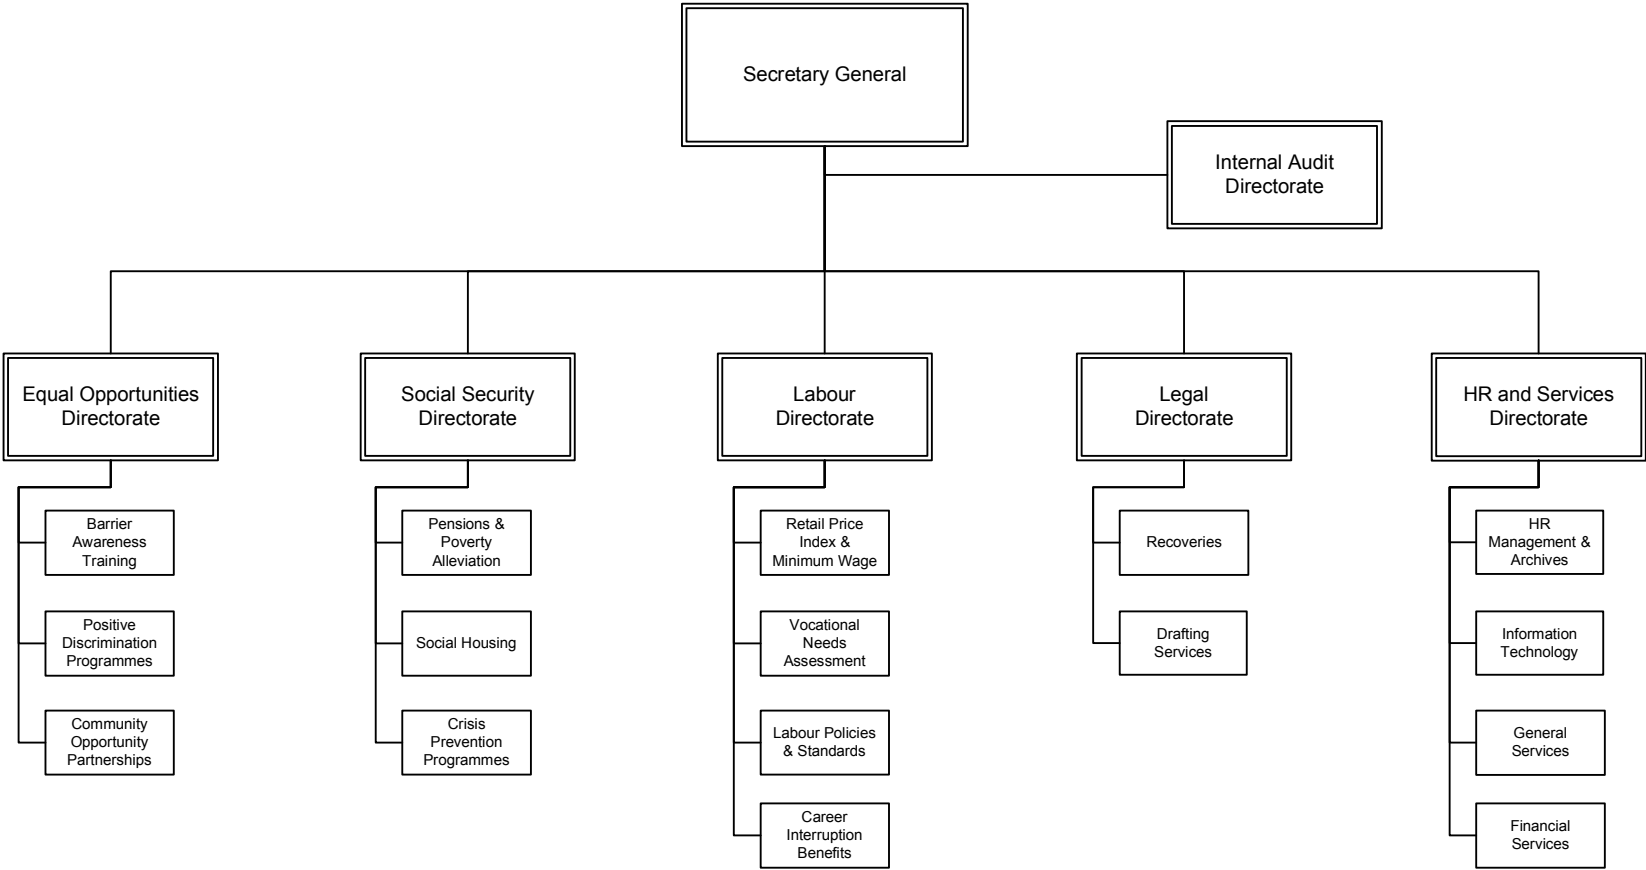 Secretary General
Internal Audit
Directorate
Equal Opportunities
Directorate
Social Security
Directorate
Labour
Directorate
Legal
Directorate
HR and Services
Directorate
Barrier
Awareness
Training
Positive
Discrimination
Programmes
Community
Opportunity
Partnerships
Pensions &
Poverty
Alleviation
Social Housing
Crisis
Prevention
Programmes
Retail Price
Index &
Minimum Wage
Vocational
Needs
Assessment
Labour Policies
& Standards
Career
Interruption
Benefits
Recoveries
Drafting
Services
HR
Management &
Archives
Information
Technology
General
Services
Financial
Services